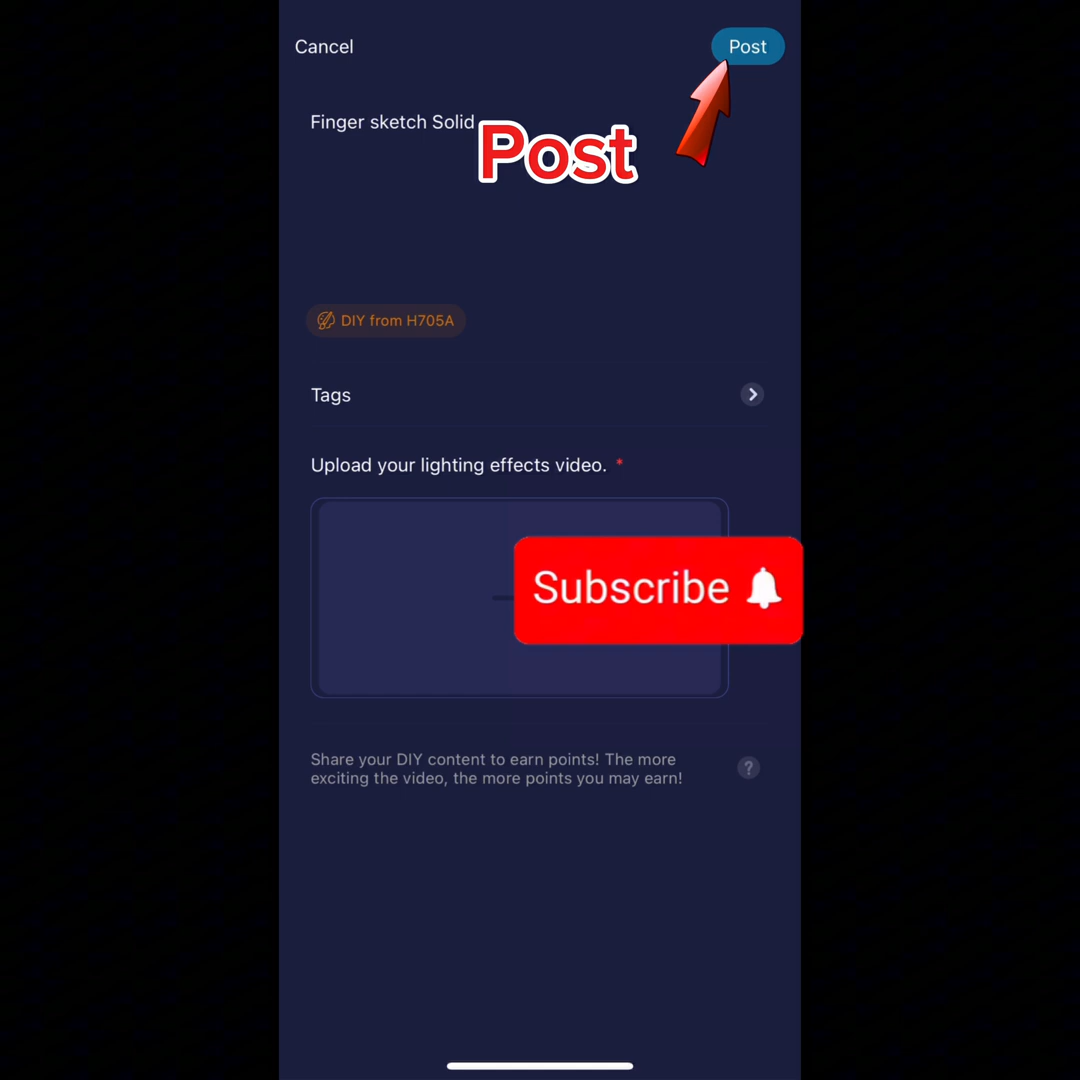 Cancel
Post
Finger sketch Solid
Post
DIY from H705A
Tags
Upload your lighting effects video. *
Subscribe
Share your DIY content to earn points! The more
exciting the video, the more points you may earn!
?